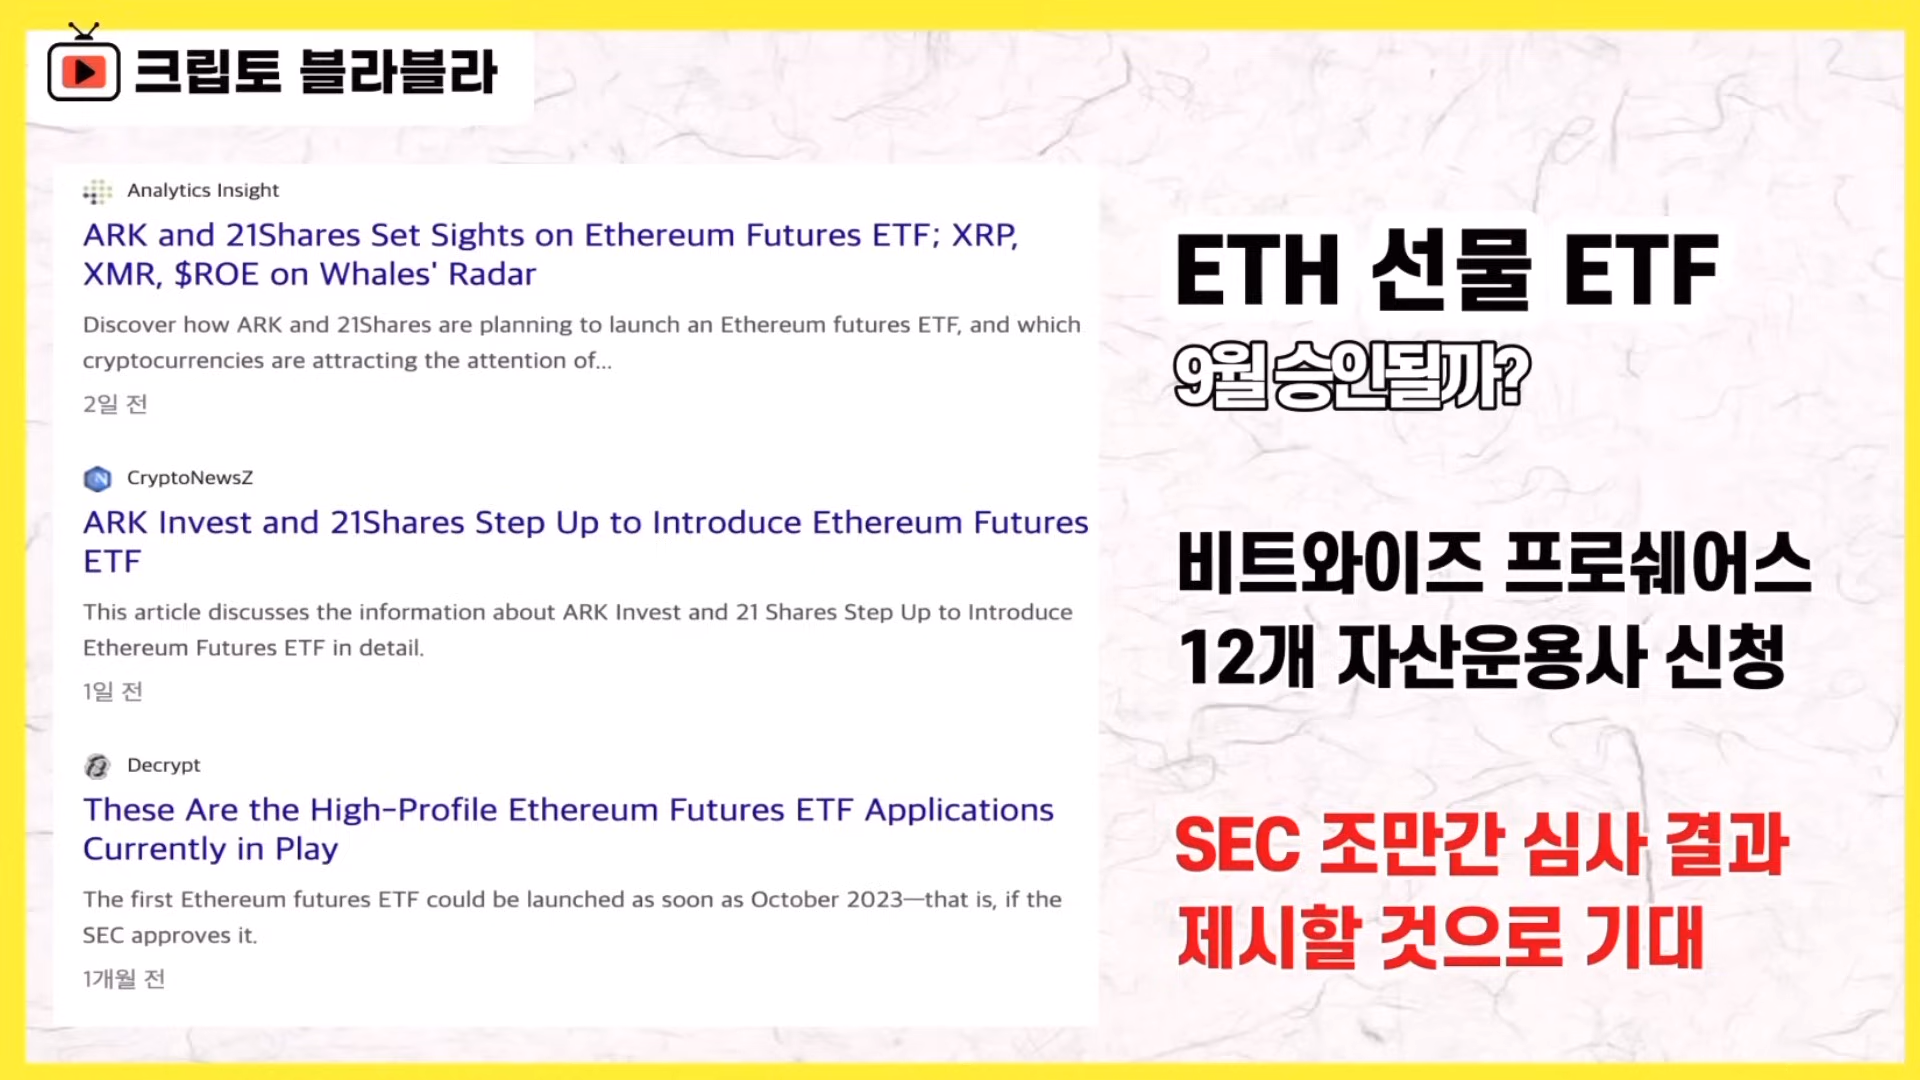 크립토 블라블라
Analytics Insight
ARK and 21Shares Set Sights on Ethereum Futures ETF; XRP,
XMR, $ROE on Whales' Radar
Discover how ARK and 21Shares are planning to launch an Ethereum futures ETF, and which
cryptocurrencies are attracting the attention of...
2일 전
CryptoNewsZ
ARK Invest and 21Shares Step Up to Introduce Ethereum Futures
ETF
This article discusses the information about ARK Invest and 21 Shares Step Up to Introduce
Ethereum Futures ETF in detail.
1일 전
Decrypt
These Are the High-Profile Ethereum Futures ETF Applications
Currently in Play
The first Ethereum futures ETF could be launched as soon as October 2023—that is, if the
SEC approves it.
1개월 전
ETH 선물 ETF
9월 승인될까?
비트와이즈 프로쉐어스
12개 자산운용사 신청
SEC 조만간 심사 결과
제시할 것으로 기대